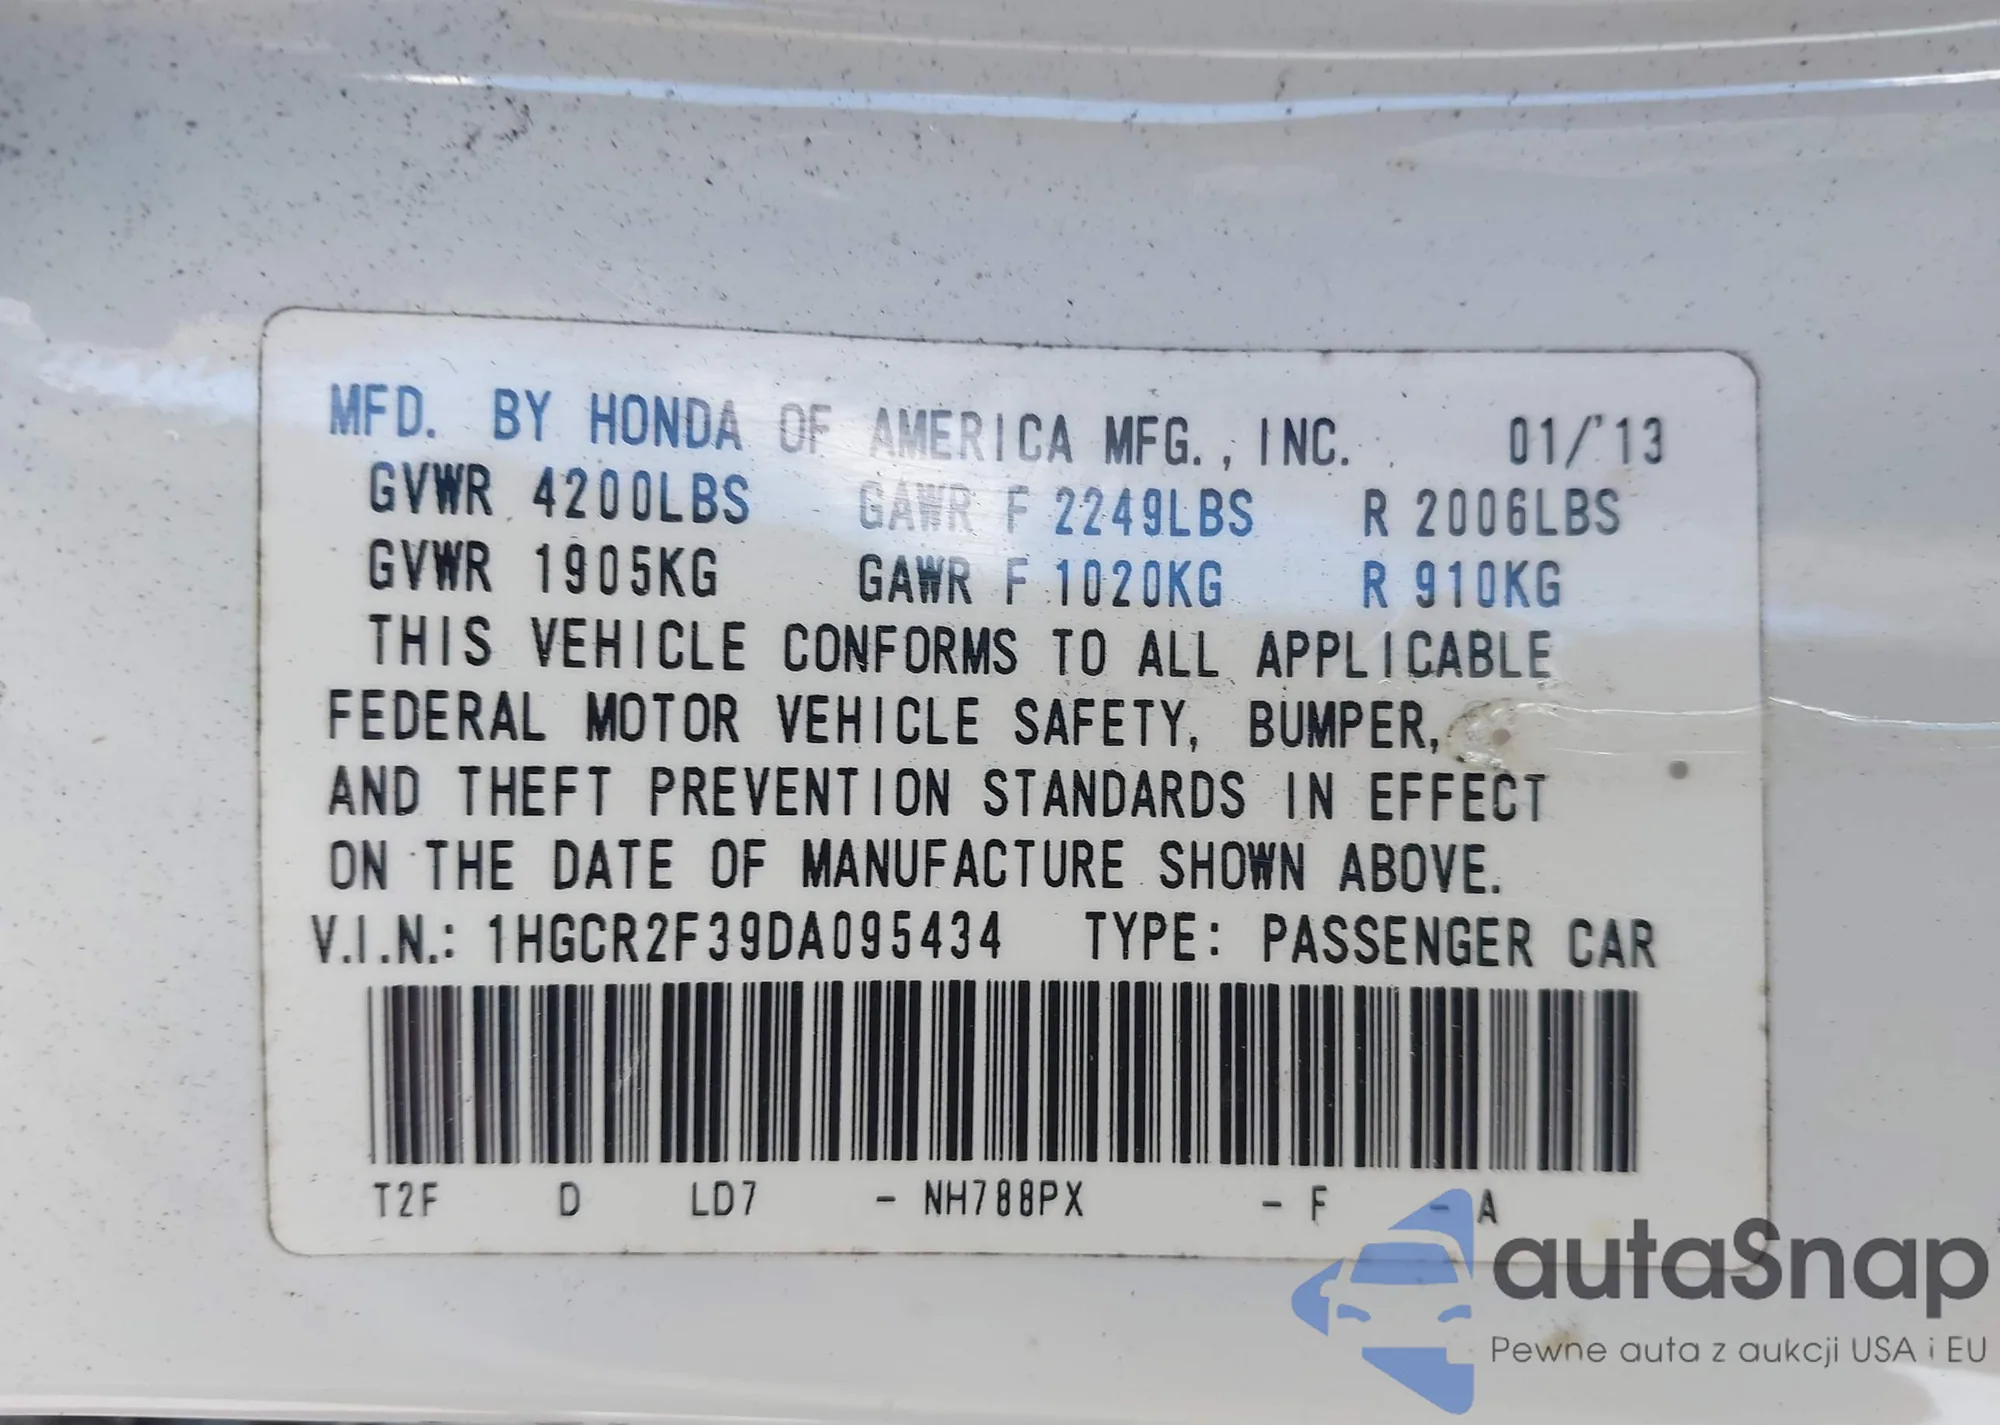 MFD. BY HONDA OF AMERICA MFG., INC. 01/'13
GVWR 4200LBS GAWR F 2249LBS R 2006LBS
GVWR 1905KG GAWR F 1020KG R 910KG
THIS VEHICLE CONFORMS TO ALL APPLICABLE
FEDERAL MOTOR VEHICLE SAFETY, BUMPER,
AND THEFT PREVENTION STANDARDS IN EFFECT
ON THE DATE OF MANUFACTURE SHOWN ABOVE.
V.I.N.: 1HGCR2F39DA095434 TYPE: PASSENGER CAR
T2F D LD7 - NH788PX - F - A
autaSnap
Pewne auta z aukcji USA i EU